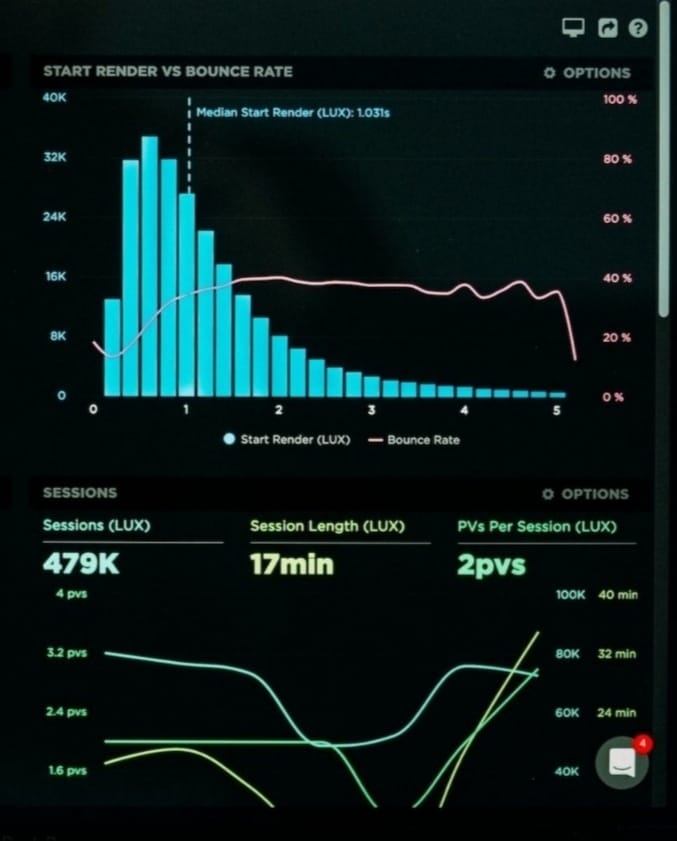 ?
START RENDER VS BOUNCE RATE OPTIONS
40K 100 %
Median Start Render (LUX): 1.031s
32K 80 %
24K 60 %
16K 40 %
8K 20 %
0 0 %
0 1 2 3 4 5
Start Render (LUX) Bounce Rate
SESSIONS OPTIONS
Sessions (LUX) Session Length (LUX) PVs Per Session (LUX)
479K 17min 2pvs
4 pvs 100K 40 min
3.2 pvs 80K 32 min
2.4 pvs 60K 24 min
4
1.6 pvs 40K